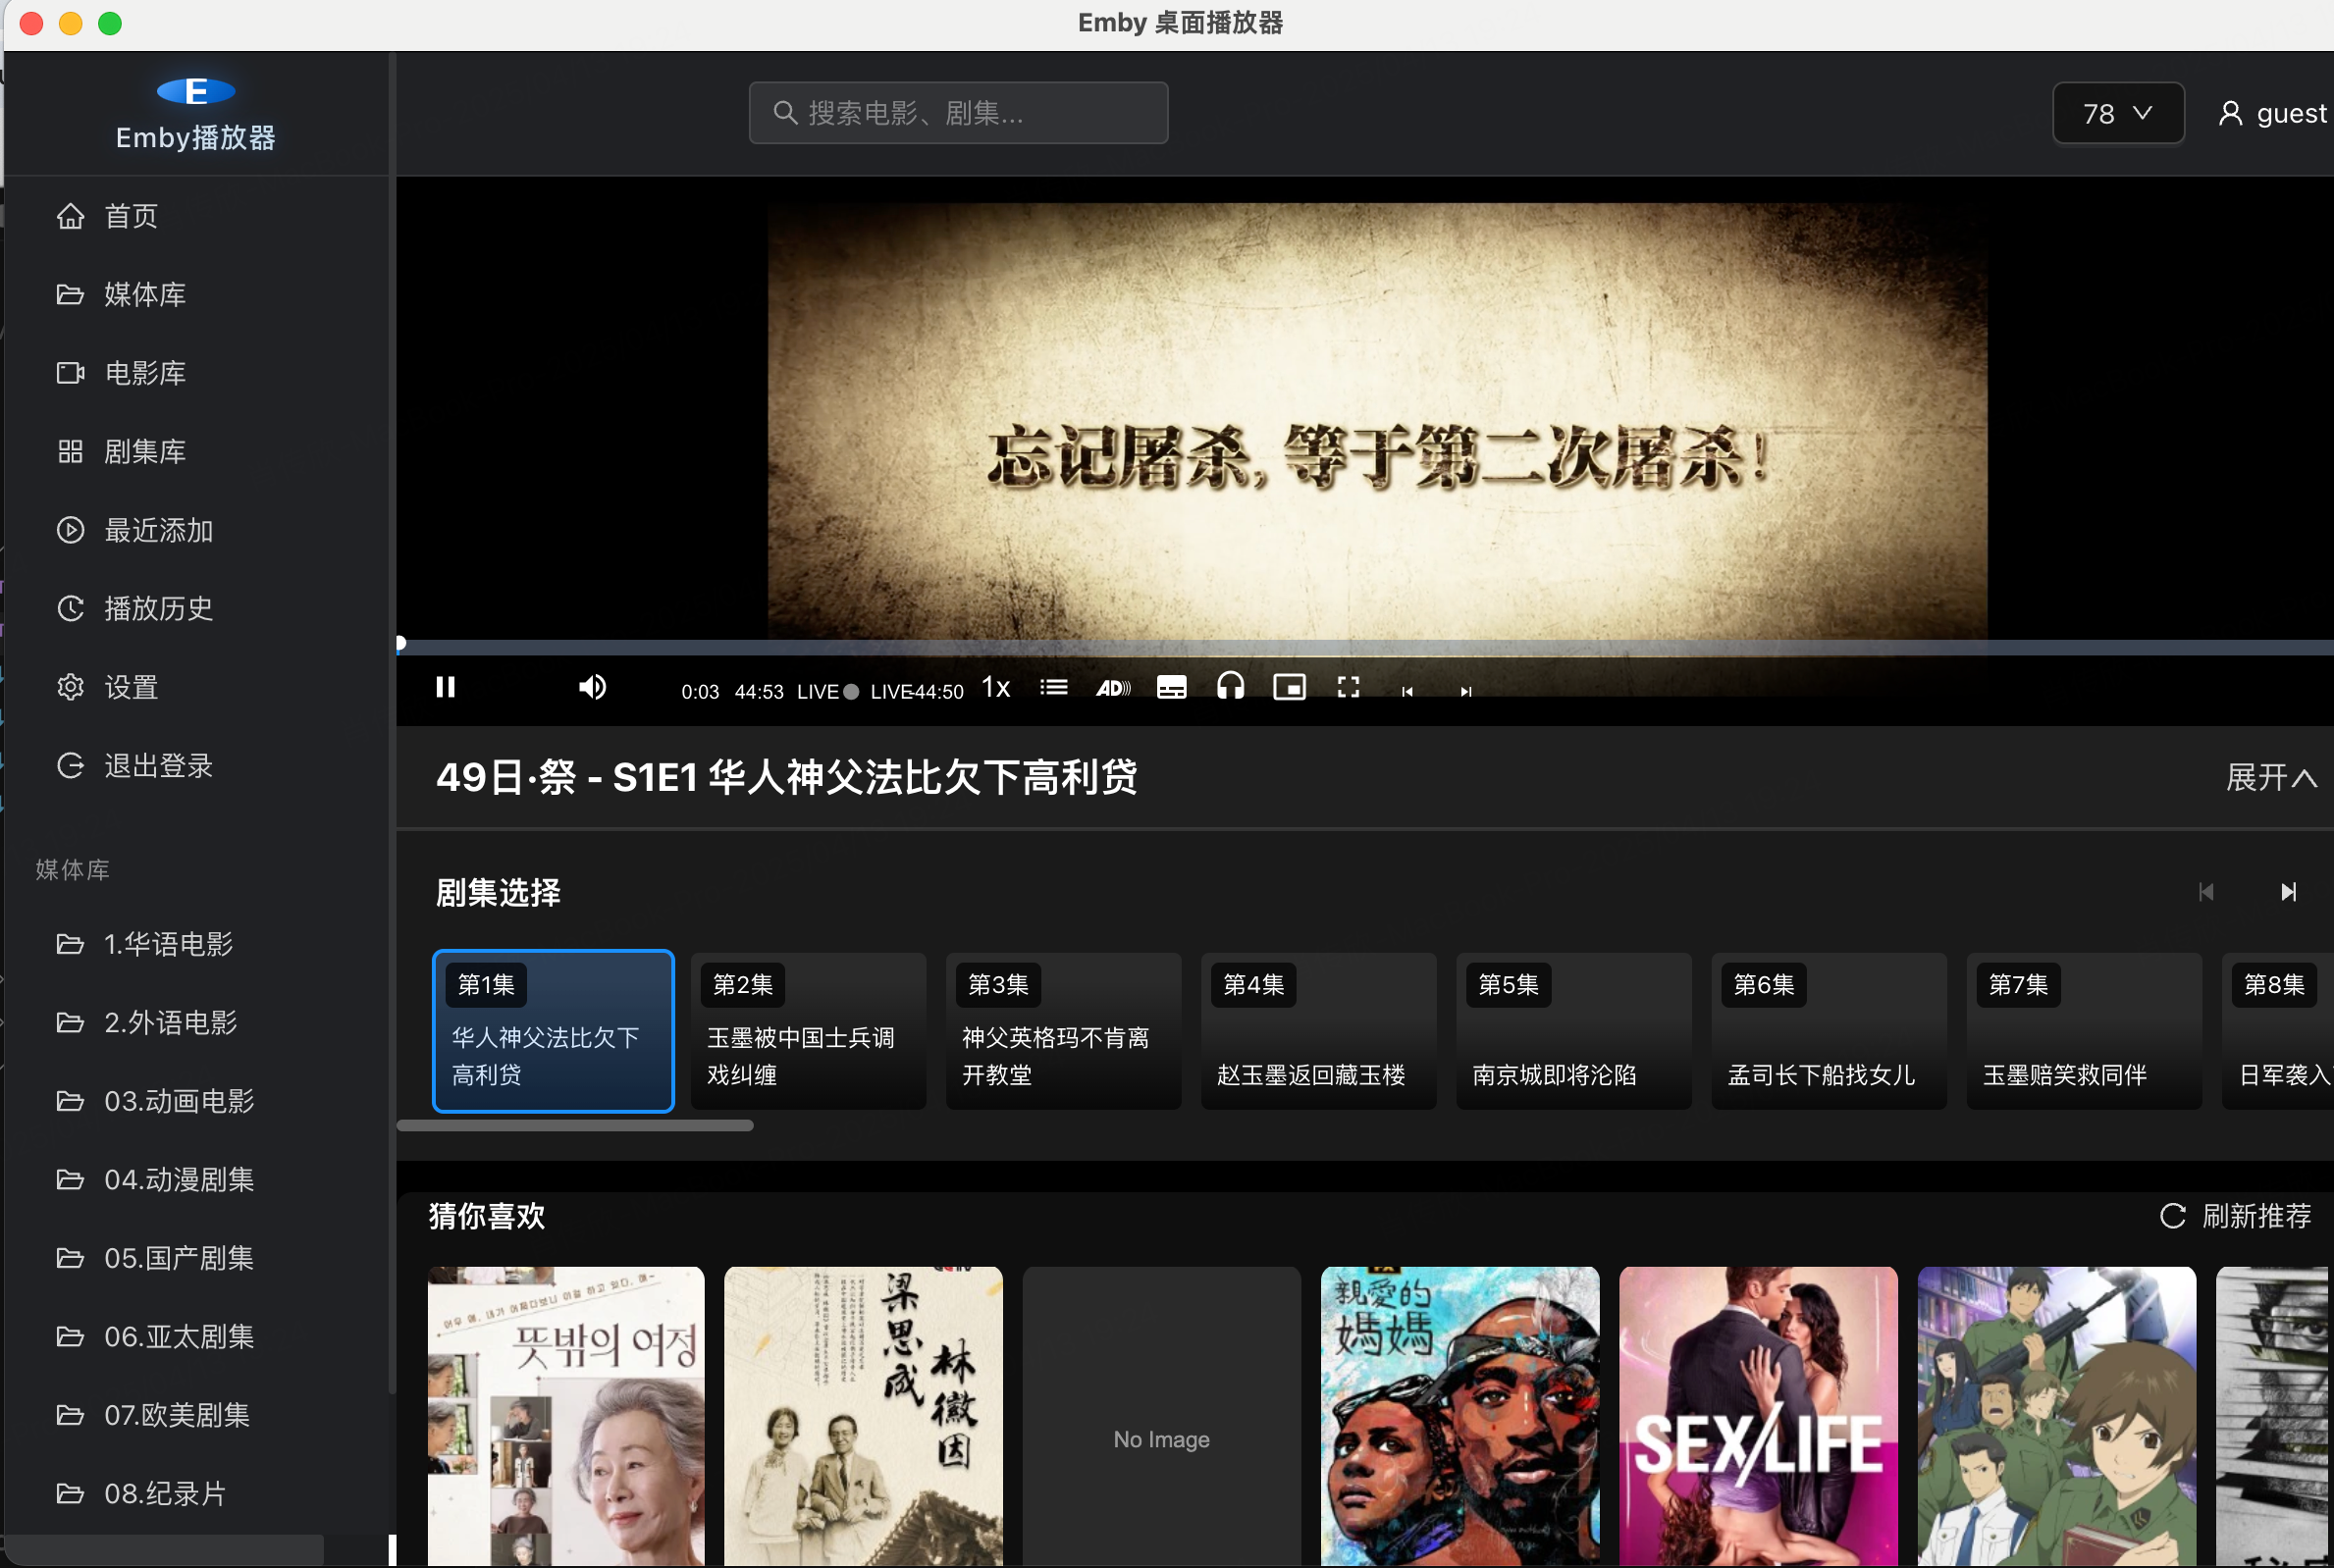 Emby 桌面播放器
E
Emby播放器
搜索电影、剧集...
78
guest
首页
媒体库
电影库
剧集库
最近添加
播放历史
设置
退出登录
媒体库
1.华语电影
2.外语电影
03.动画电影
04.动漫剧集
05.国产剧集
06.亚太剧集
07.欧美剧集
08.纪录片
忘记屠杀, 等于第二次屠杀!
0:03 44:53 LIVE LIVE-44:50 1x AD
49日·祭 - S1E1 华人神父法比欠下高利贷
展开
剧集选择
第1集
华人神父法比欠下
高利贷
第2集
玉墨被中国士兵调
戏纠缠
第3集
神父英格玛不肯离
开教堂
第4集
赵玉墨返回藏玉楼
第5集
南京城即将沦陷
第6集
孟司长下船找女儿
第7集
玉墨赔笑救同伴
第8集
日军袭入
猜你喜欢
刷新推荐
뜻밖의 여정
梁思成
林徽因
No Image
親愛的
媽媽
SEX/LIFE